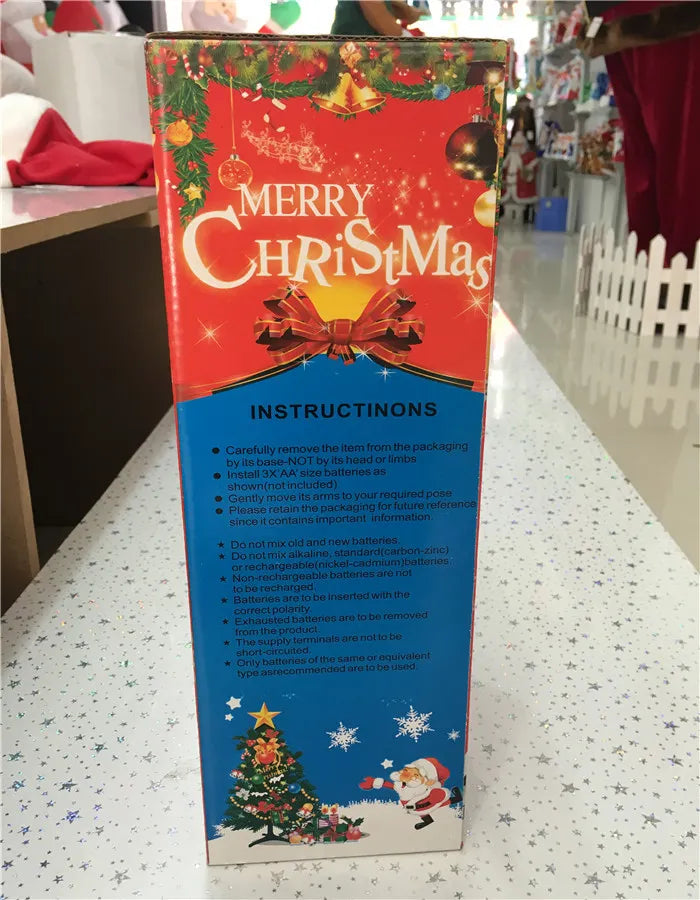 MERRY
CHRiStMas
INSTRUCTINONS
● Carefully remove the item from the packaging
by its base-NOT by its head or limbs
● Install 3X'AA' size batteries as
shown(not included)
● Gently move its arms to your required pose
● Please retain the packaging for future reference
since it contains important information.
★ Do not mix old and new batteries.
★ Do not mix alkaline, standard(carbon-zinc)
or rechargeable(nickel-cadmium)batteries.
★ Non-rechargeable batteries are not
to be recharged.
★ Batteries are to be inserted with the
correct polarity.
★ Exhausted batteries are to be removed
from the product.
★ The supply terminals are not to be
short-circuited.
★ Only batteries of the same or equivalent
type asrecommended are to be used.